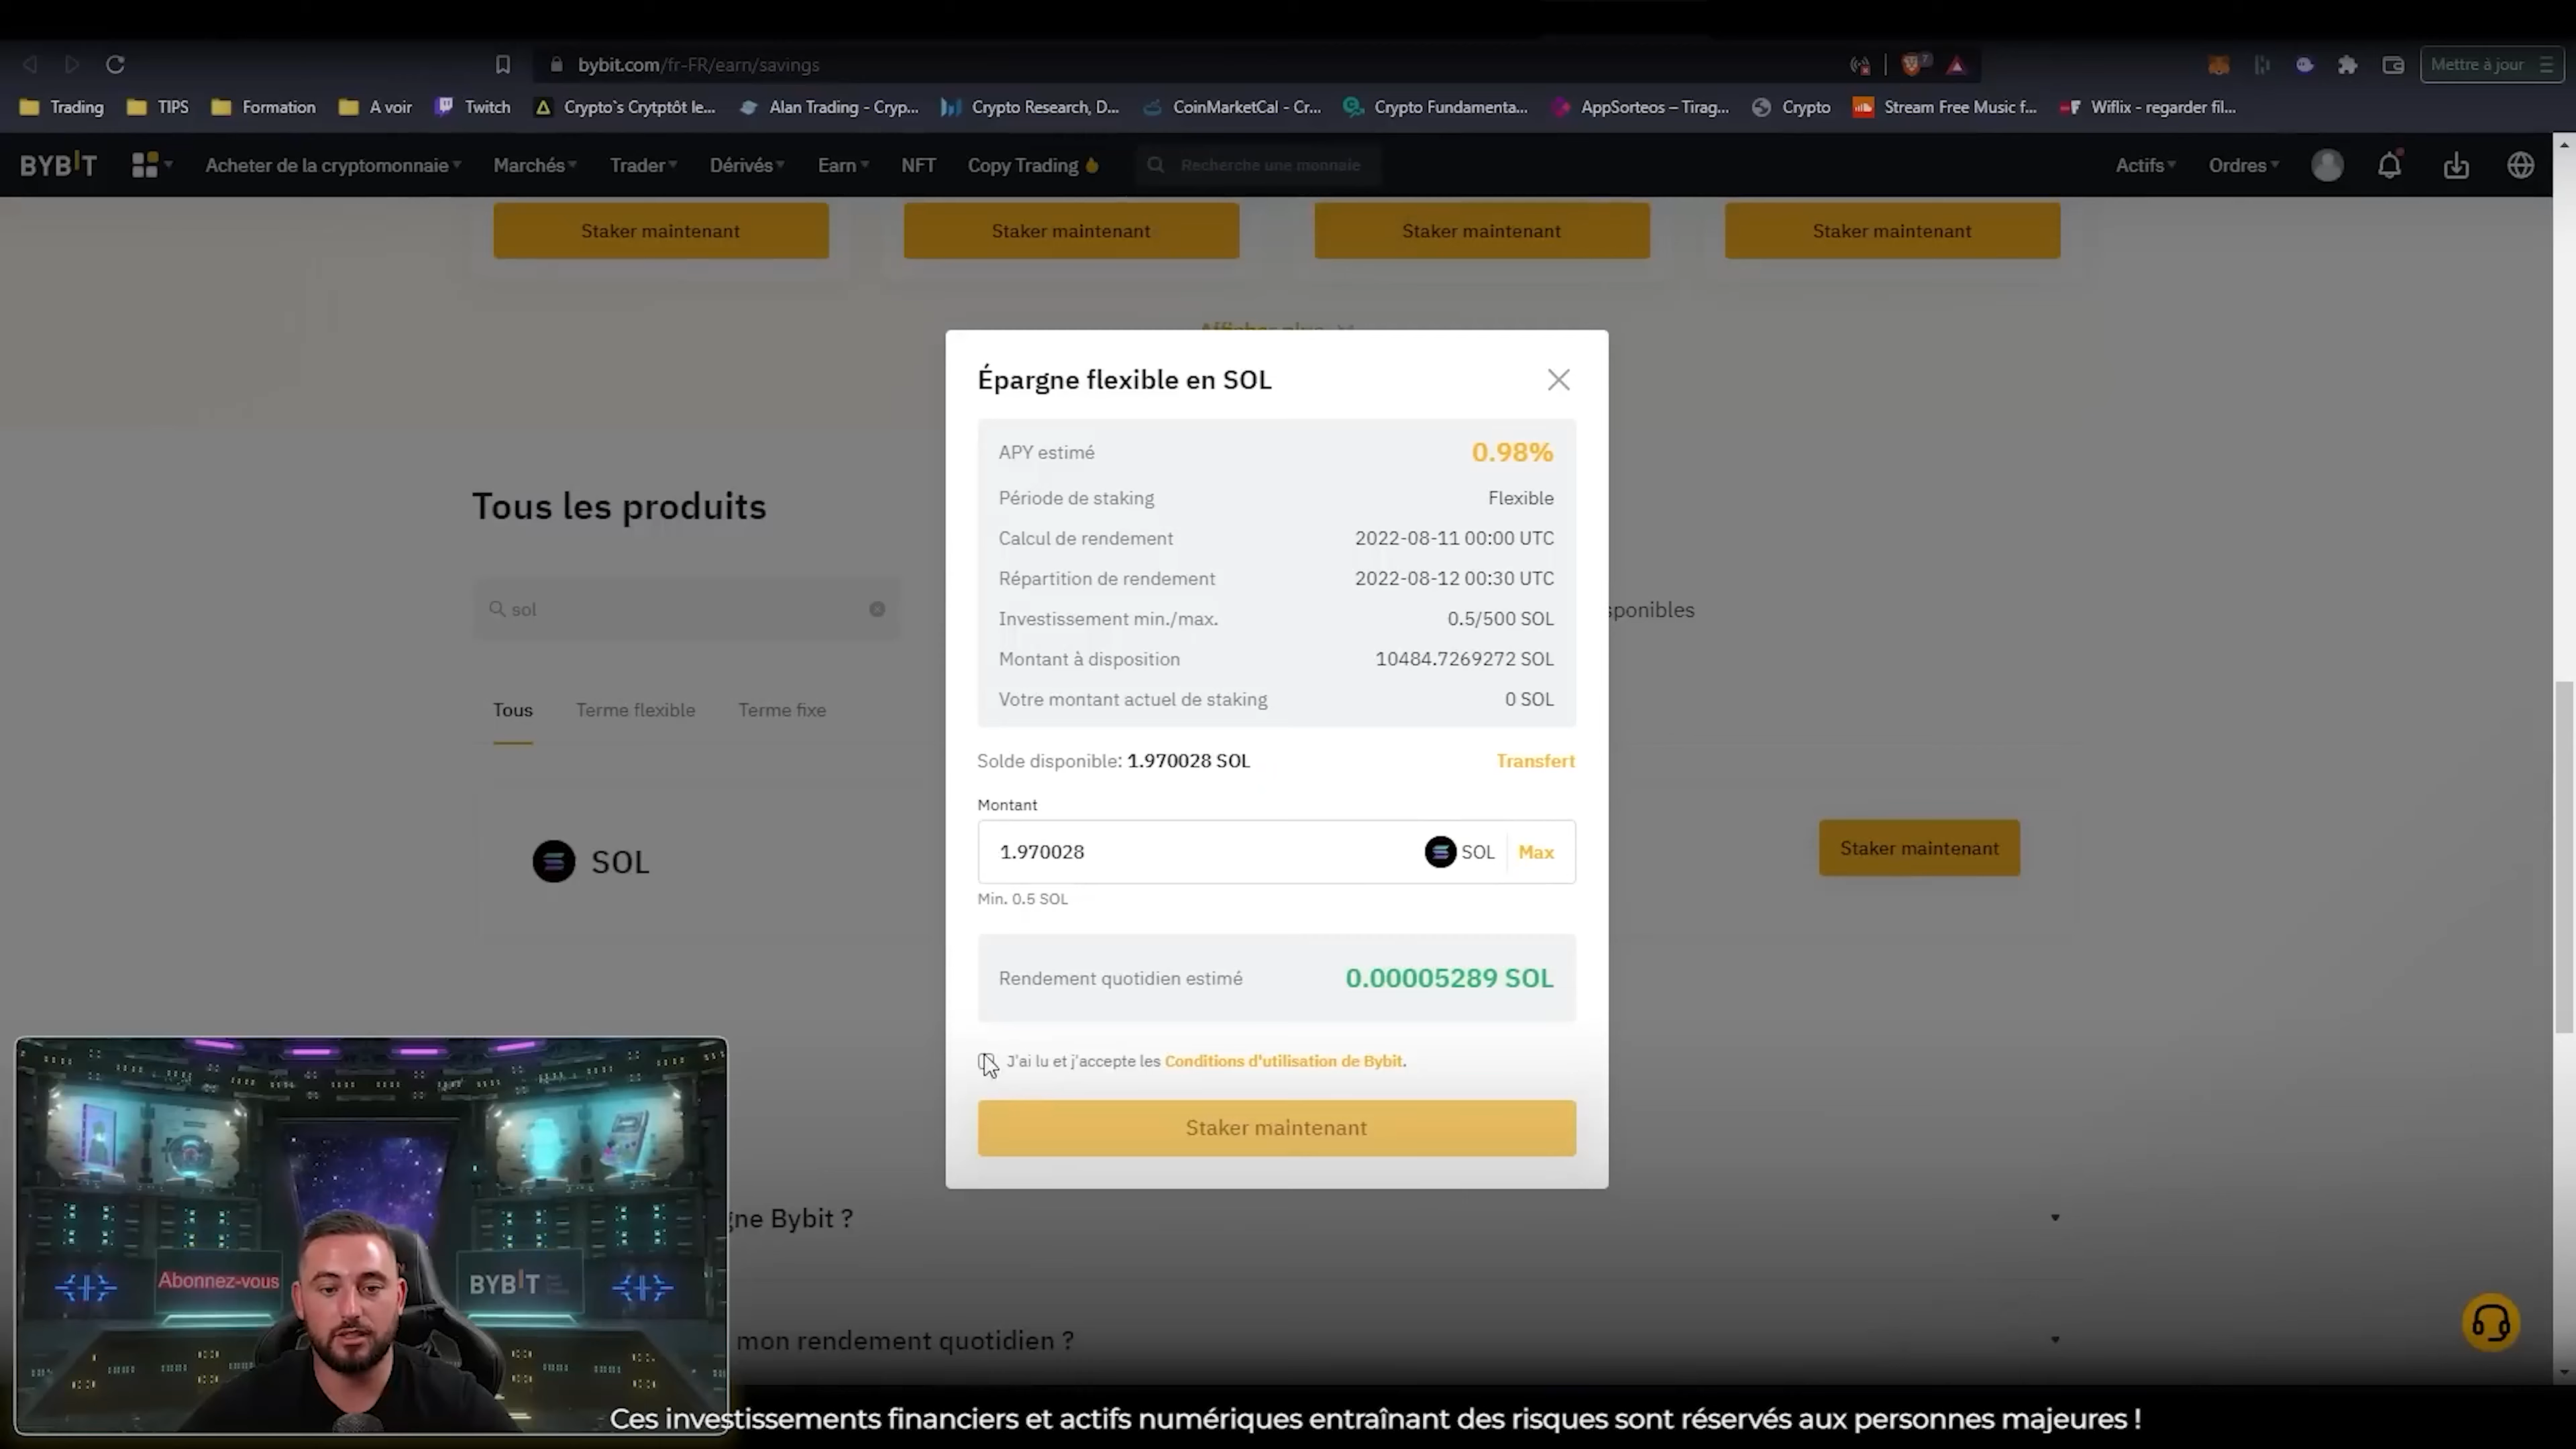 bybit.com/fr-FR/earn/savings
7
Mettre à jour
Trading
TIPS
Formation
A voir
Twitch
Crypto`s Crytptôt le...
Alan Trading - Cryp...
Crypto Research, D...
CoinMarketCal - Cr...
Crypto Fundamenta...
AppSorteos – Tirag...
Crypto
Stream Free Music f...
Wiflix - regarder fil...
BYBIT
Acheter de la cryptomonnaie
Marchés
Trader
Dérivés
Earn
NFT
Copy Trading
Recherche une monnaie
Actifs
Ordres
Staker maintenant
Staker maintenant
Staker maintenant
Staker maintenant
Afficher plus
Épargne flexible en SOL
APY estimé 0.98%
Période de staking Flexible
Calcul de rendement 2022-08-11 00:00 UTC
Répartition de rendement 2022-08-12 00:30 UTC
Investissement min./max. 0.5/500 SOL
Montant à disposition 10484.7269272 SOL
Votre montant actuel de staking 0 SOL
Solde disponible: 1.970028 SOL Transfert
Montant
1.970028 SOL Max
Min. 0.5 SOL
Rendement quotidien estimé 0.00005289 SOL
J'ai lu et j'accepte les Conditions d'utilisation de Bybit.
Staker maintenant
Tous les produits
sol
sponibles
Tous
Terme flexible
Terme fixe
SOL
Staker maintenant
gne Bybit ?
mon rendement quotidien ?
Abonnez-vous
BYBIT
Ces investissements financiers et actifs numériques entraînant des risques sont réservés aux personnes majeures !